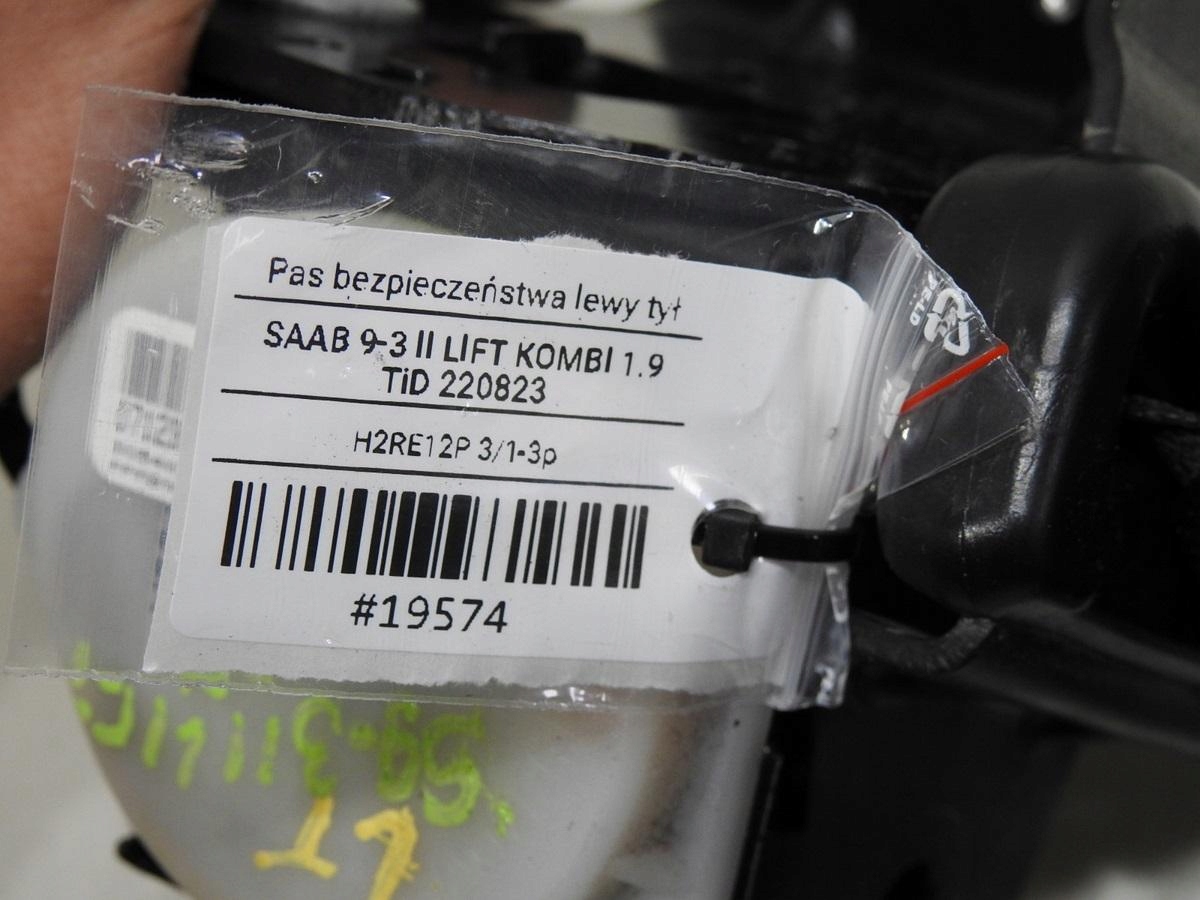 Pas bezpieczeństwa lewy tył
SAAB 9-3 II LIFT KOMBI 1.9
TiD 220823
H2RE12P 3/1-3p
#19574
LT